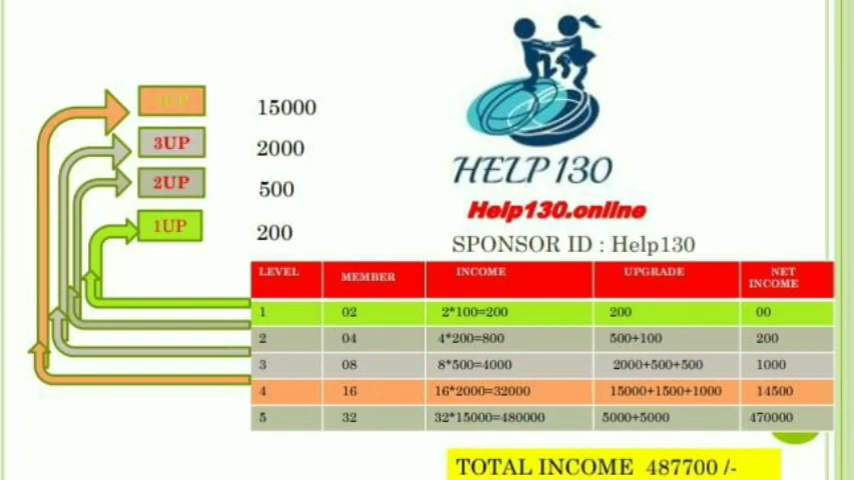 15000
3UP
2000
2UP
500
1UP
200
HELP 130
Help130.online
SPONSOR ID : Help130
LEVEL MEMBER INCOME UPGRADE NET INCOME
1 02 2*100=200 200 00
2 04 4*200=800 500+100 200
3 08 8*500=4000 2000+500+500 1000
4 16 16*2000=32000 15000+1500+1000 14500
5 32 32*15000=480000 5000+5000 470000
TOTAL INCOME 487700 /-